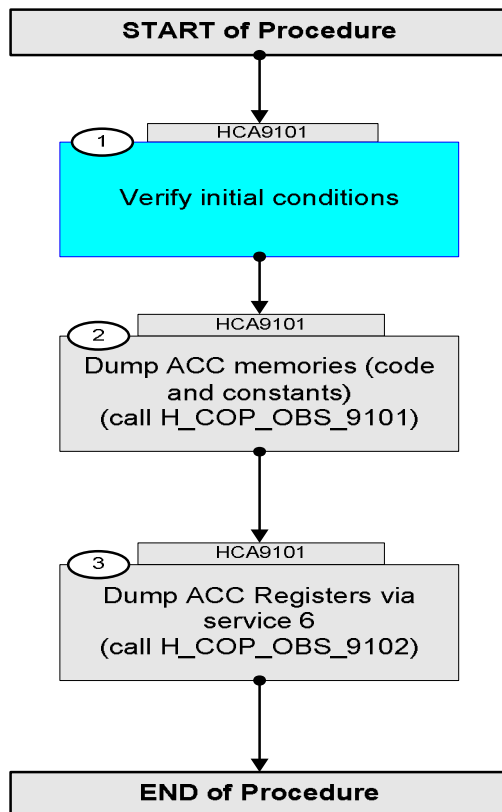 START of Procedure
HCA9101
1
Verify initial conditions
HCA9101
2
Dump ACC memories (code
and constants)
(call H_COP_OBS_9101)
HCA9101
3
Dump ACC Registers via
service 6
(call H_COP_OBS_9102)
END of Procedure